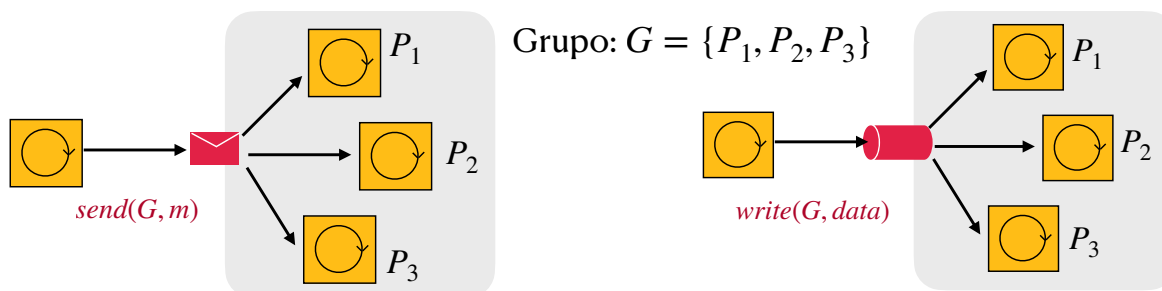 Grupo: G = {P₁, P₂, P₃}
P₁
P₂
P₃
send(G, m)
P₁
P₂
P₃
write(G, data)